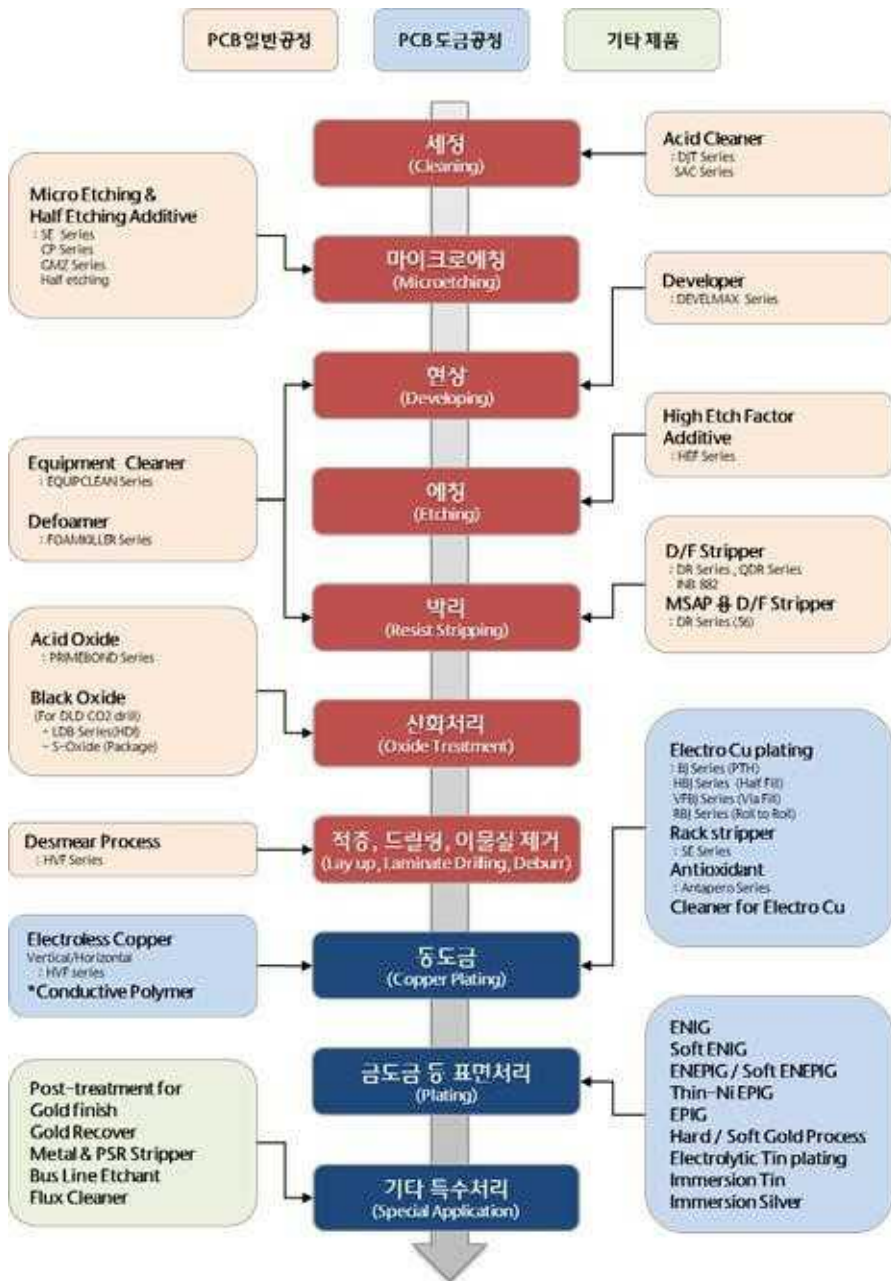 PCB 일반공정
PCB 도금공정
기타 제품
세정
(Cleaning)
Acid Cleaner
: DJT Series
SAC Series
Micro Etching &
Half Etching Additive
: SE Series
CP Series
GMZ Series
Half etching
마이크로에칭
(Microetching)
Developer
: DEVELMAX Series
현상
(Developing)
High Etch Factor
Additive
: HEF Series
Equipment Cleaner
: EQUIPCLEAN Series
Defoamer
: FOAMKILLER Series
에칭
(Etching)
D/F Stripper
: DR Series , QDR Series
INB 882
MSAP 용 D/F Stripper
: DR Series (S6)
박리
(Resist Stripping)
Acid Oxide
: PRIMEBOND Series
Black Oxide
(For DLD CO2 drill)
- LDB Series(HDI)
~ S-Oxide (Package)
산화처리
(Oxide Treatment)
Electro Cu plating
: BJ Series (PTH)
HBJ Series (Half Fill)
VFBJ Series (Via Fill)
RBJ Series (Roll to Roll)
Rack stripper
: SE Series
Antioxidant
: Antapero Series
Cleaner for Electro Cu
Desmear Process
: HVF Series
적층, 드릴링, 이물실 제거
(Lay up, Laminate Drilling, Deburr)
Electroless Copper
Vertical/Horizontal
: HVF series
*Conductive Polymer
동도금
(Copper Plating)
ENIG
Soft ENIG
ENEPIG / Soft ENEPIG
Thin-Ni EPIG
EPIG
Hard / Soft Gold Process
Electrolytic Tin plating
Immersion Tin
Immersion Silver
금도금 등 표면처리
(Plating)
Post-treatment for
Gold finish
Gold Recover
Metal & PSR Stripper
Bus Line Etchant
Flux Cleaner
기타 특수처리
(Special Application)